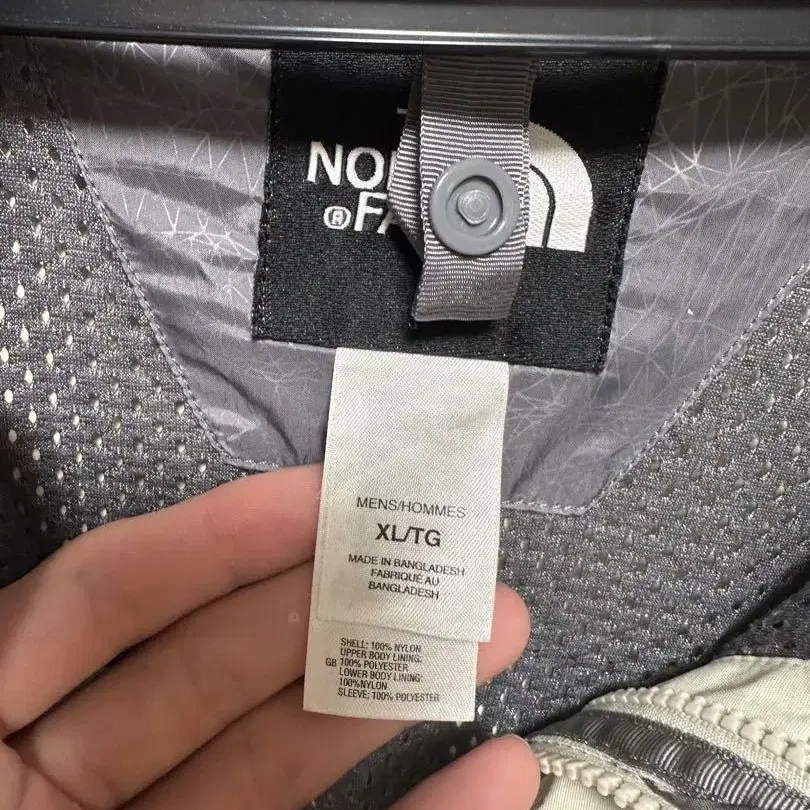 NO
®FA
MENS/HOMMES
XL/TG
MADE IN BANGLADESH
FABRIQUÉ AU
BANGLADESH
SHELL: 100% NYLON
UPPER BODY LINING:
GB 100% POLYESTER
LOWER BODY LINING:
100%NYLON
SLEEVE; 100% POLYESTER